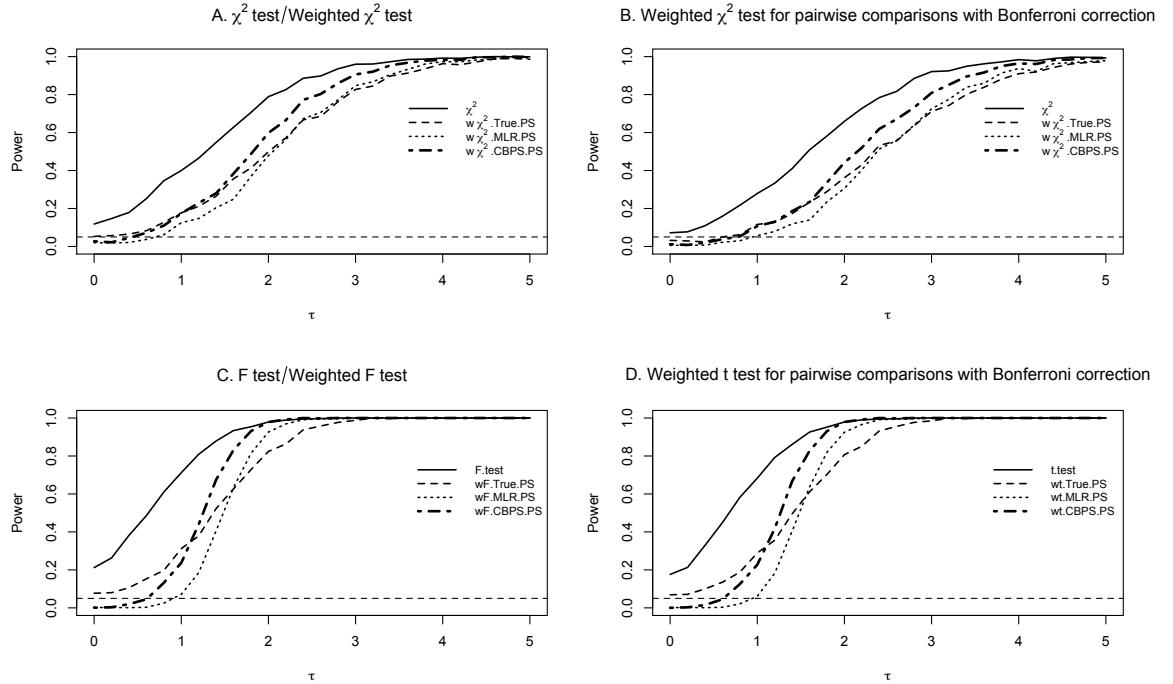 A. χ² test/Weighted χ² test
Power
0.0 0.2 0.4 0.6 0.8 1.0
χ²
w χ².True.PS
w χ².MLR.PS
w χ².CBPS.PS
0 1 2 3 4 5
τ
B. Weighted χ² test for pairwise comparisons with Bonferroni correction
Power
0.0 0.2 0.4 0.6 0.8 1.0
χ²
w χ².True.PS
w χ².MLR.PS
w χ².CBPS.PS
0 1 2 3 4 5
τ
C. F test/Weighted F test
Power
0.0 0.2 0.4 0.6 0.8 1.0
F.test
wF.True.PS
wF.MLR.PS
wF.CBPS.PS
0 1 2 3 4 5
τ
D. Weighted t test for pairwise comparisons with Bonferroni correction
Power
0.0 0.2 0.4 0.6 0.8 1.0
t.test
wt.True.PS
wt.MLR.PS
wt.CBPS.PS
0 1 2 3 4 5
τ